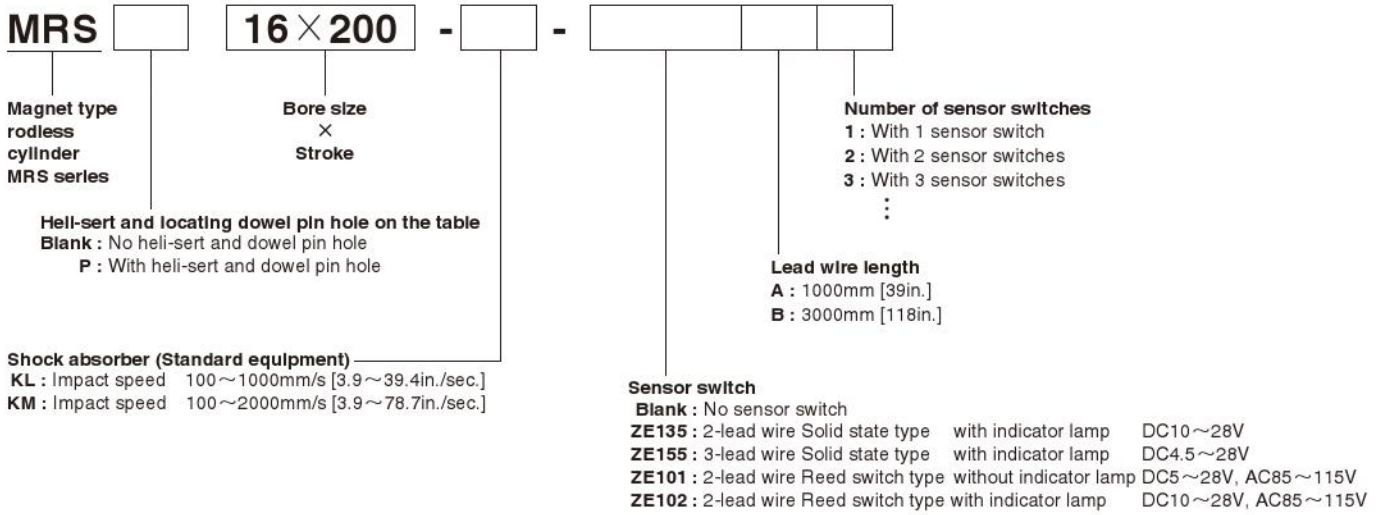 MRS 16×200 - -
Magnet type
rodless
cylinder
MRS series
Bore size
×
Stroke
Number of sensor switches
1 : With 1 sensor switch
2 : With 2 sensor switches
3 : With 3 sensor switches
⋮
Heli-sert and locating dowel pin hole on the table
Blank : No heli-sert and dowel pin hole
P : With heli-sert and dowel pin hole
Lead wire length
A : 1000mm [39in.]
B : 3000mm [118in.]
Shock absorber (Standard equipment)
KL : Impact speed 100～1000mm/s [3.9～39.4in./sec.]
KM : Impact speed 100～2000mm/s [3.9～78.7in./sec.]
Sensor switch
Blank : No sensor switch
ZE135 : 2-lead wire Solid state type with indicator lamp DC10～28V
ZE155 : 3-lead wire Solid state type with indicator lamp DC4.5～28V
ZE101 : 2-lead wire Reed switch type without indicator lamp DC5～28V, AC85～115V
ZE102 : 2-lead wire Reed switch type with indicator lamp DC10～28V, AC85～115V